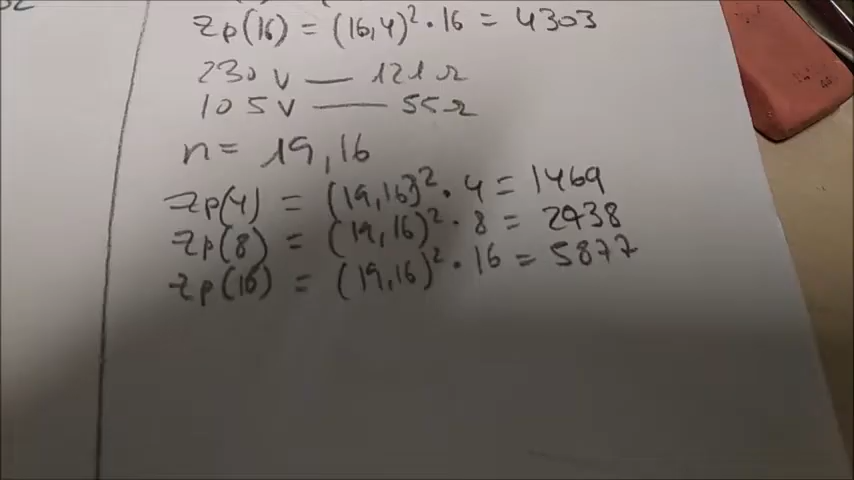 Zp(16) = (16,4)² · 16 = 4303
230 V — 121 Ω
105 V — 55 Ω
n = 19,16
Zp(4) = (19,16)² · 4 = 1469
Zp(8) = (19,16)² · 8 = 2938
Zp(16) = (19,16)² · 16 = 5877